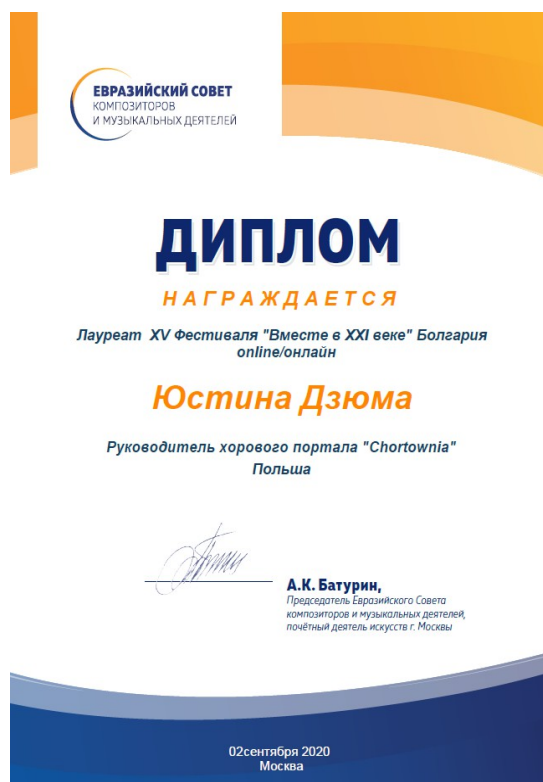 ЕВРАЗИЙСКИЙ СОВЕТ
КОМПОЗИТОРОВ
И МУЗЫКАЛЬНЫХ ДЕЯТЕЛЕЙ
ДИПЛОМ
НАГРАЖДАЕТСЯ
Лауреат XV Фестиваля "Вместе в XXI веке" Болгария
online/онлайн
Юстина Дзюма
Руководитель хорового портала "Chortownia"
Польша
А.К. Батурин,
Председатель Евразийского Совета
композиторов и музыкальных деятелей,
почётный деятель искусств г. Москвы
02сентября 2020
Москва